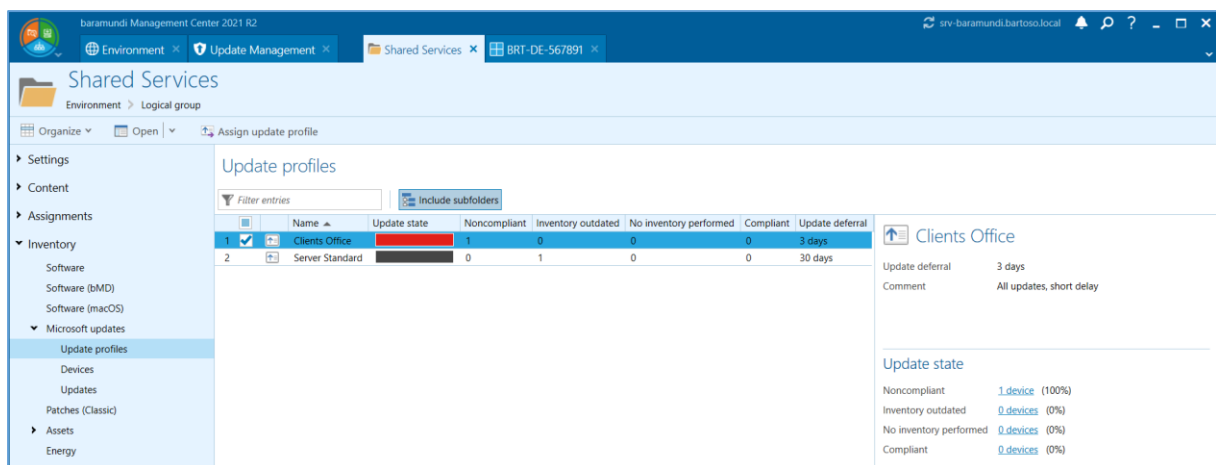 baramundi Management Center 2021 R2
srv-baramundi.bartoso.local
Environment
Update Management
Shared Services
BRT-DE-567891
Shared Services
Environment > Logical group
Organize
Open
Assign update profile
Settings
Content
Assignments
Inventory
Software
Software (bMD)
Software (macOS)
Microsoft updates
Update profiles
Devices
Updates
Patches (Classic)
Assets
Energy
Update profiles
Filter entries
Include subfolders
Name Update state Noncompliant Inventory outdated No inventory performed Compliant Update deferral
1 Clients Office 1 0 0 0 3 days
2 Server Standard 0 1 0 0 30 days
Clients Office
Update deferral 3 days
Comment All updates, short delay
Update state
Noncompliant 1 device (100%)
Inventory outdated 0 devices (0%)
No inventory performed 0 devices (0%)
Compliant 0 devices (0%)